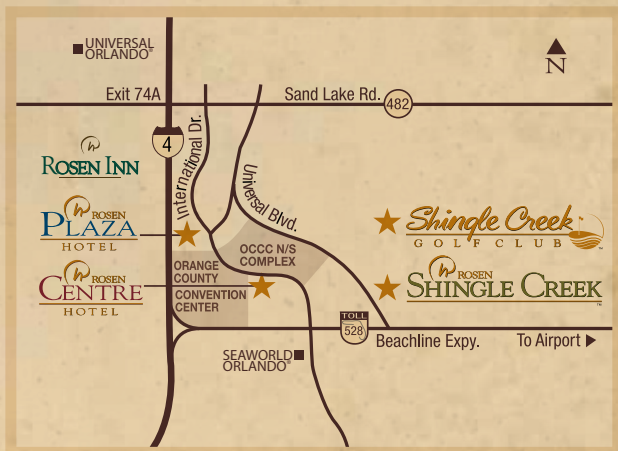 UNIVERSAL
ORLANDO®
N
Exit 74A
Sand Lake Rd.
482
4
International Dr.
Universal Blvd.
ROSEN INN
ROSEN
PLAZA
HOTEL
ROSEN
CENTRE
HOTEL
OCCC N/S
COMPLEX
ORANGE
COUNTY
CONVENTION
CENTER
Shingle Creek
GOLF CLUB
ROSEN
SHINGLE CREEK
TOLL
528
Beachline Expy.
To Airport
SEAWORLD
ORLANDO®